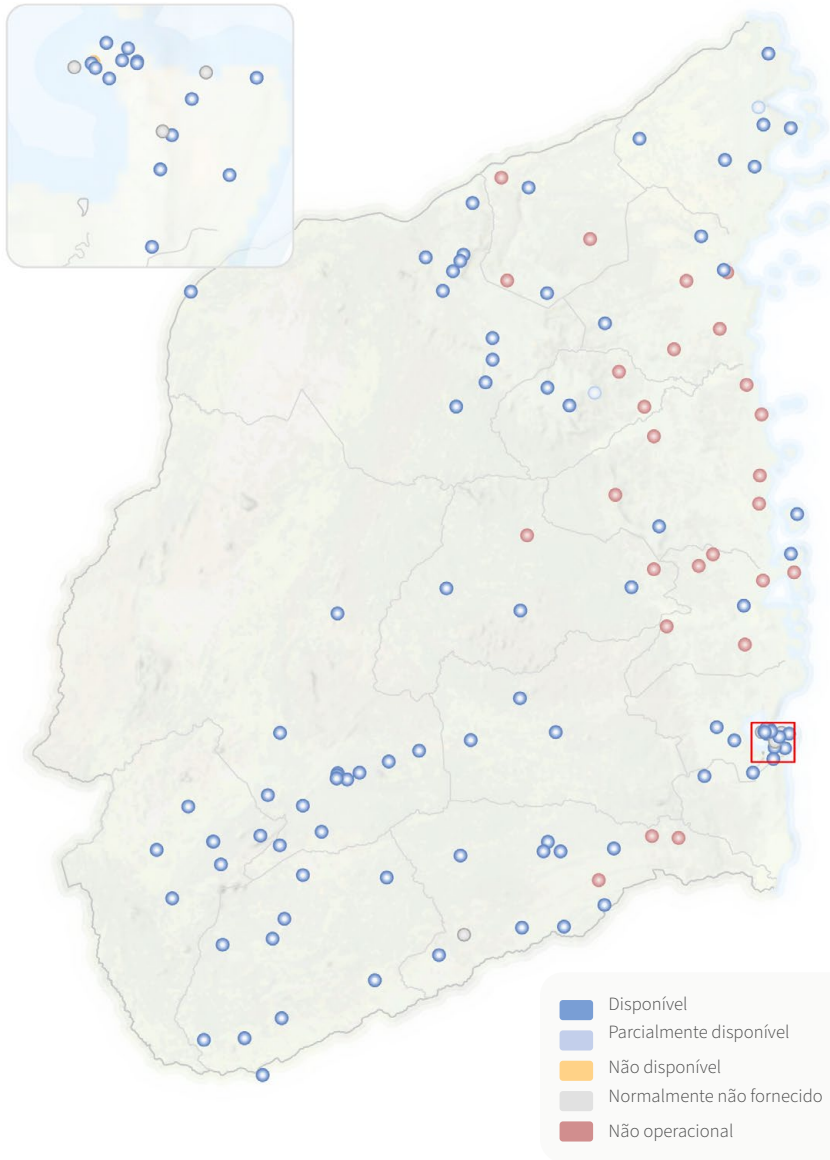 Disponível
Parcialmente disponível
Não disponível
Normalmente não fornecido
Não operacional